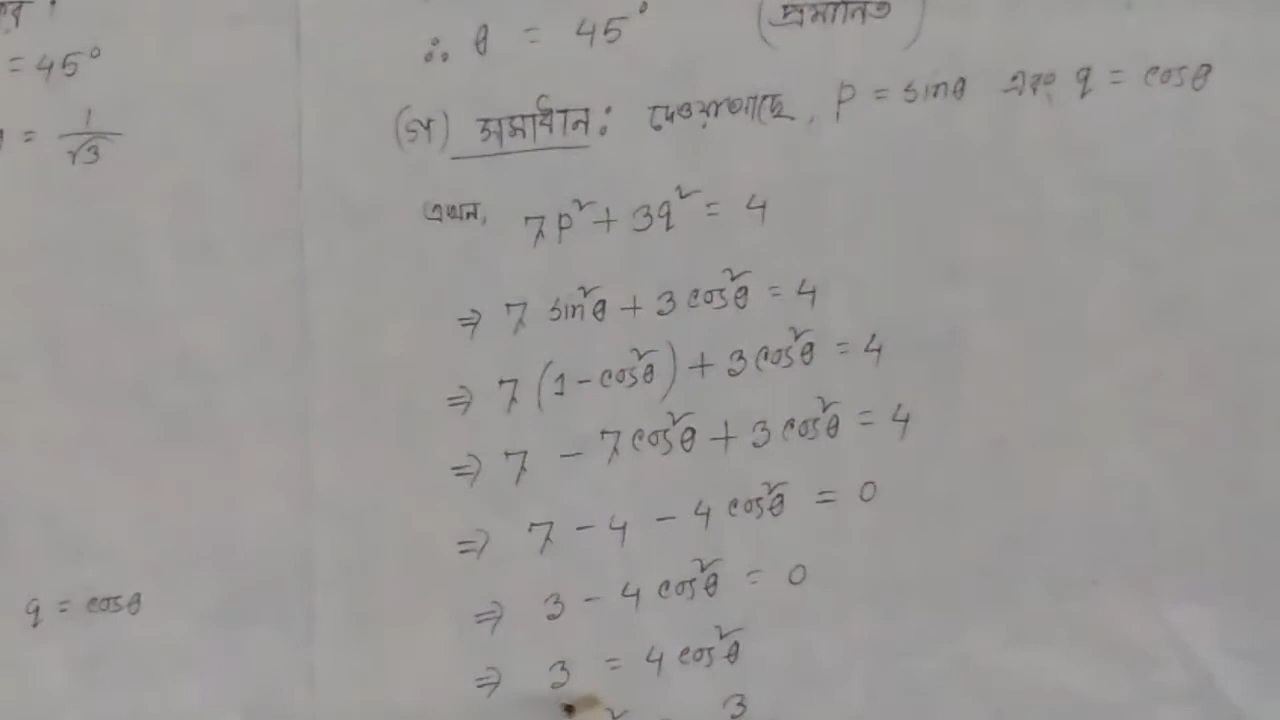 = 45°
= 1/√3
q = cosθ
∴ θ = 45° (প্রমানিত)
(গ) সমাধান: দেওয়াআছে, P = sinθ এবং q = cosθ
এখন, 7p² + 3q² = 4
⇒ 7 sin²θ + 3 cos²θ = 4
⇒ 7 (1 - cos²θ) + 3 cos²θ = 4
⇒ 7 - 7 cos²θ + 3 cos²θ = 4
⇒ 7 - 4 - 4 cos²θ = 0
⇒ 3 - 4 cos²θ = 0
⇒ 3 = 4 cos²θ
3